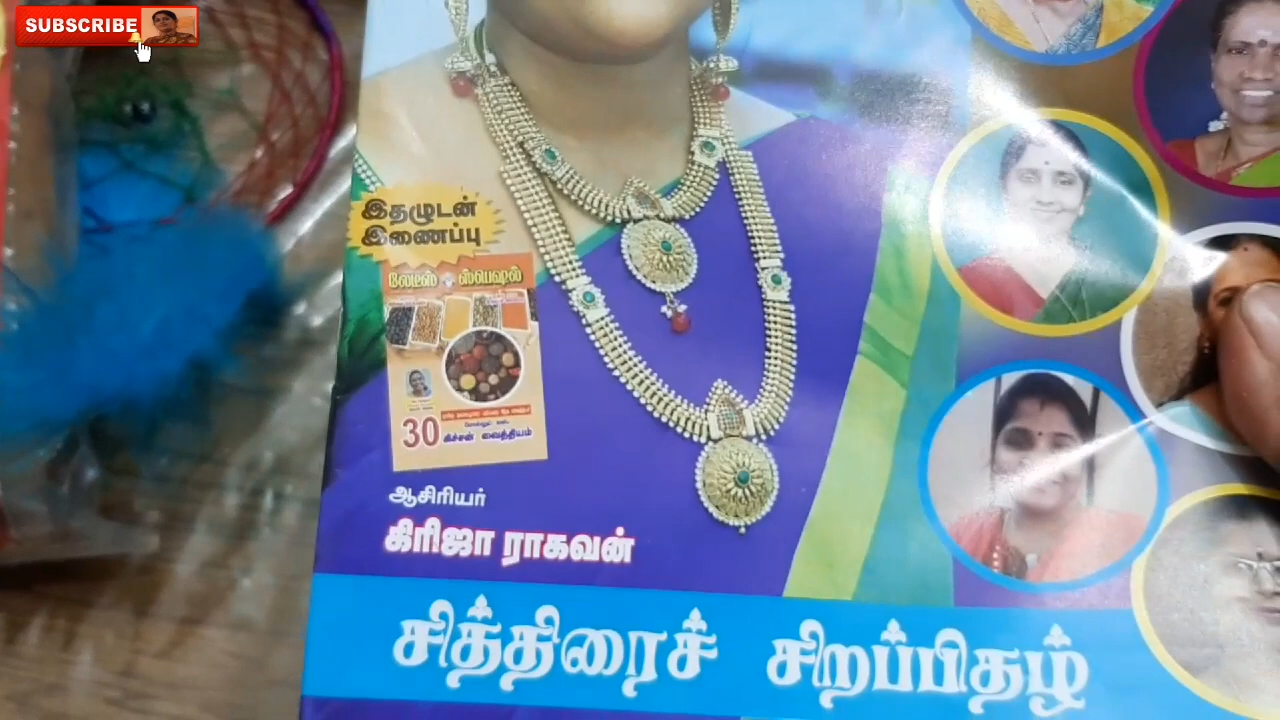 SUBSCRIBE
இதழுடன்
இணைப்பு
லேடீஸ் ஸ்பெஷல்
30 கிச்சன் வைத்தியம்
ஆசிரியர்
கிரிஜா ராகவன்
சித்திரைச் சிறப்பிதழ்